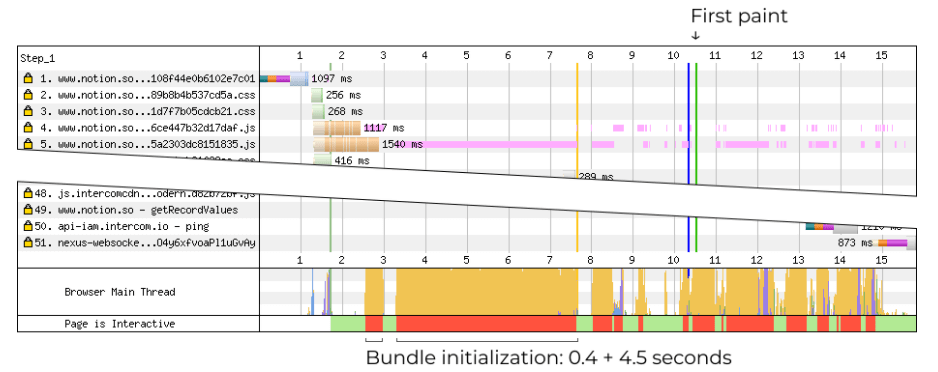 First paint
↓
1 2 3 4 5 6 7 8 9 10 11 12 13 14 15
Step_1
1. www.notion.so...108f44e0b6102e7c01 1097 ms
2. www.notion.so...89b8b4b537cd5a.css 256 ms
3. www.notion.so...1d7f7b05cdcb21.css 268 ms
4. www.notion.so...6ce447b32d17daf.js 1117 ms
5. www.notion.so...5a2303dc8151835.js 1540 ms
416 ms
289 ms
48. js.intercomcdn...odern.d82b72bf.js
49. www.notion.so - getRecordValues
50. api-iam.intercom.io - ping
51. nexus-websocke...O4y6xfvoaPl1uGvAy 873 ms
1 2 3 4 5 6 7 8 9 10 11 12 13 14 15
Browser Main Thread
Page is Interactive
Bundle initialization: 0.4 + 4.5 seconds